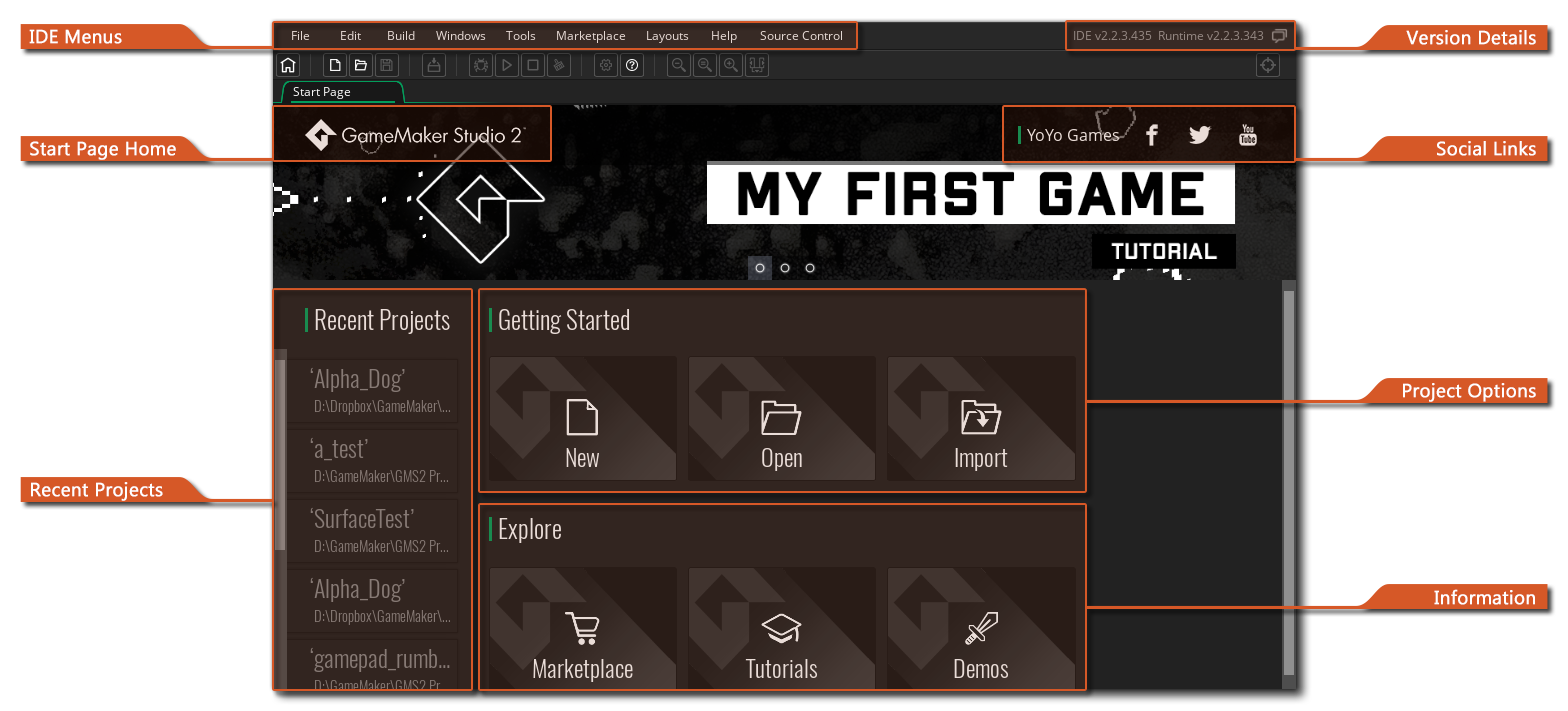 IDE Menus
File Edit Build Windows Tools Marketplace Layouts Help Source Control
IDE v2.2.3.435 Runtime v2.2.3.343
Version Details
Start Page
Start Page Home
GameMaker Studio 2
YoYo Games
You
Tube
Social Links
MY FIRST GAME
TUTORIAL
Recent Projects
Recent Projects
‘Alpha_Dog’
D:\Dropbox\GameMaker\...
‘a_test’
D:\GameMaker\GMS2 Pr...
‘SurfaceTest’
D:\GameMaker\GMS2 Pr...
‘Alpha_Dog’
D:\Dropbox\GameMaker\...
‘gamepad_rumb...
D:\GameMaker\GMS2 Pr...
Getting Started
New Open Import
Project Options
Explore
Marketplace Tutorials Demos
Information